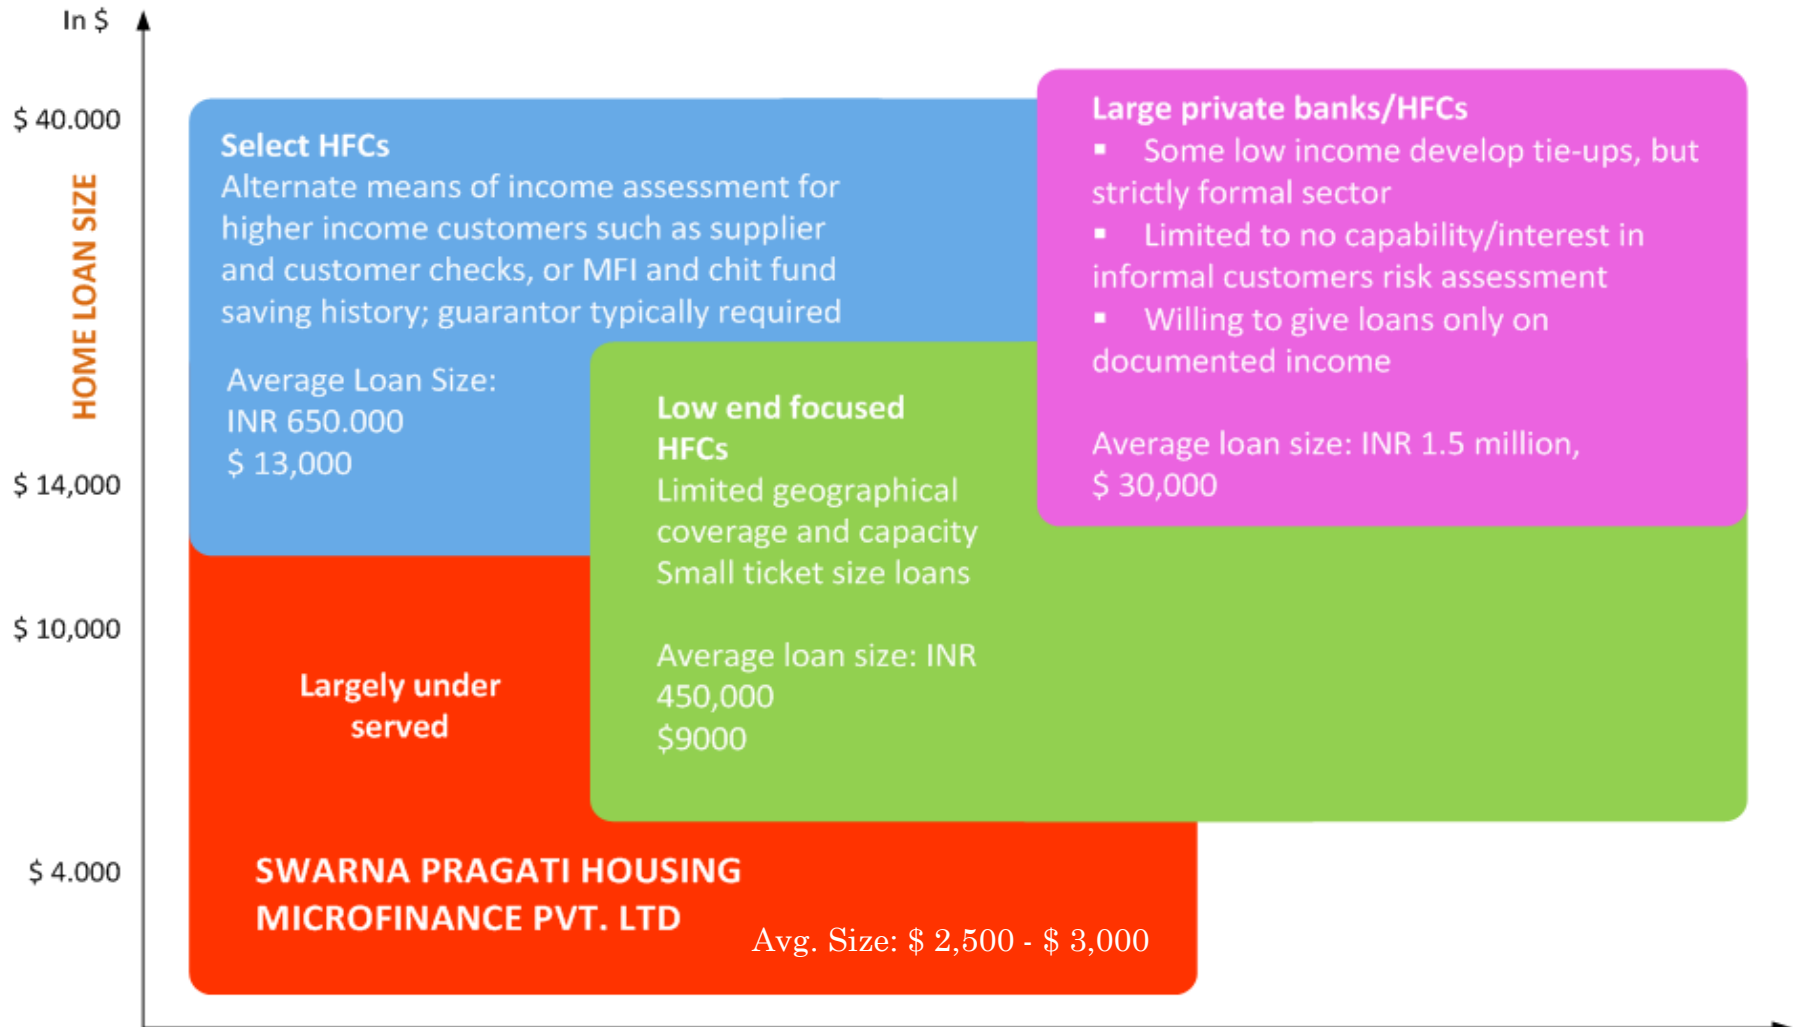 In $
$ 40.000
$ 14,000
$ 10,000
$ 4.000
HOME LOAN SIZE
Select HFCs
Alternate means of income assessment for
higher income customers such as supplier
and customer checks, or MFI and chit fund
saving history; guarantor typically required
Average Loan Size:
INR 650.000
$ 13,000
Large private banks/HFCs
▪ Some low income develop tie-ups, but
strictly formal sector
▪ Limited to no capability/interest in
informal customers risk assessment
▪ Willing to give loans only on
documented income
Average loan size: INR 1.5 million,
$ 30,000
Low end focused
HFCs
Limited geographical
coverage and capacity
Small ticket size loans
Average loan size: INR
450,000
$9000
Largely under
served
SWARNA PRAGATI HOUSING
MICROFINANCE PVT. LTD
Avg. Size: $ 2,500 - $ 3,000